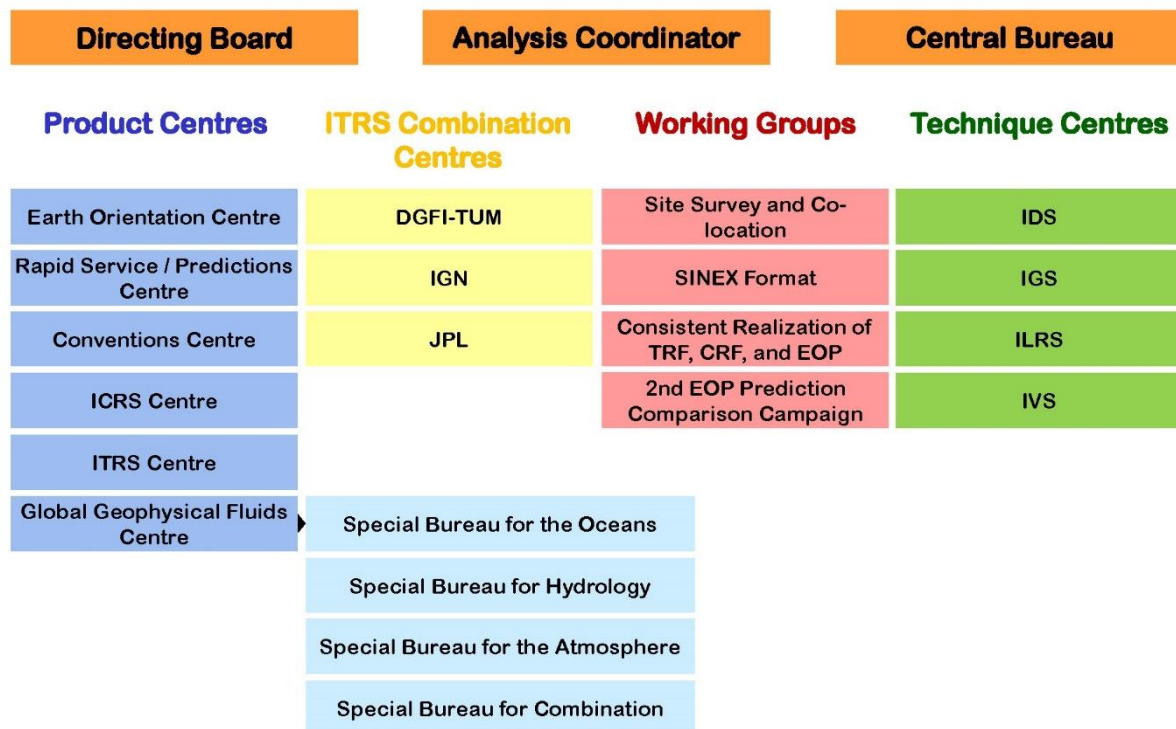 Directing Board
Analysis Coordinator
Central Bureau
Product Centres
ITRS Combination
Centres
Working Groups
Technique Centres
Earth Orientation Centre
DGFI-TUM
Site Survey and Co-
location
IDS
Rapid Service / Predictions
Centre
IGN
SINEX Format
IGS
Conventions Centre
JPL
Consistent Realization of
TRF, CRF, and EOP
ILRS
ICRS Centre
2nd EOP Prediction
Comparison Campaign
IVS
ITRS Centre
Global Geophysical Fluids
Centre
Special Bureau for the Oceans
Special Bureau for Hydrology
Special Bureau for the Atmosphere
Special Bureau for Combination